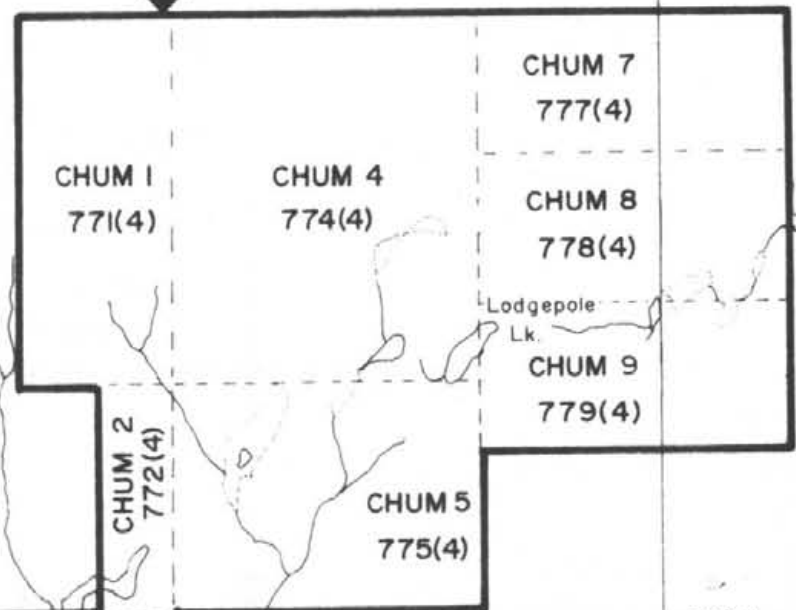 CHUM 7
777(4)
CHUM 1
771(4)
CHUM 4
774(4)
CHUM 8
778(4)
Lodgepole
Lk.
CHUM 9
779(4)
CHUM 2
772(4)
CHUM 5
775(4)